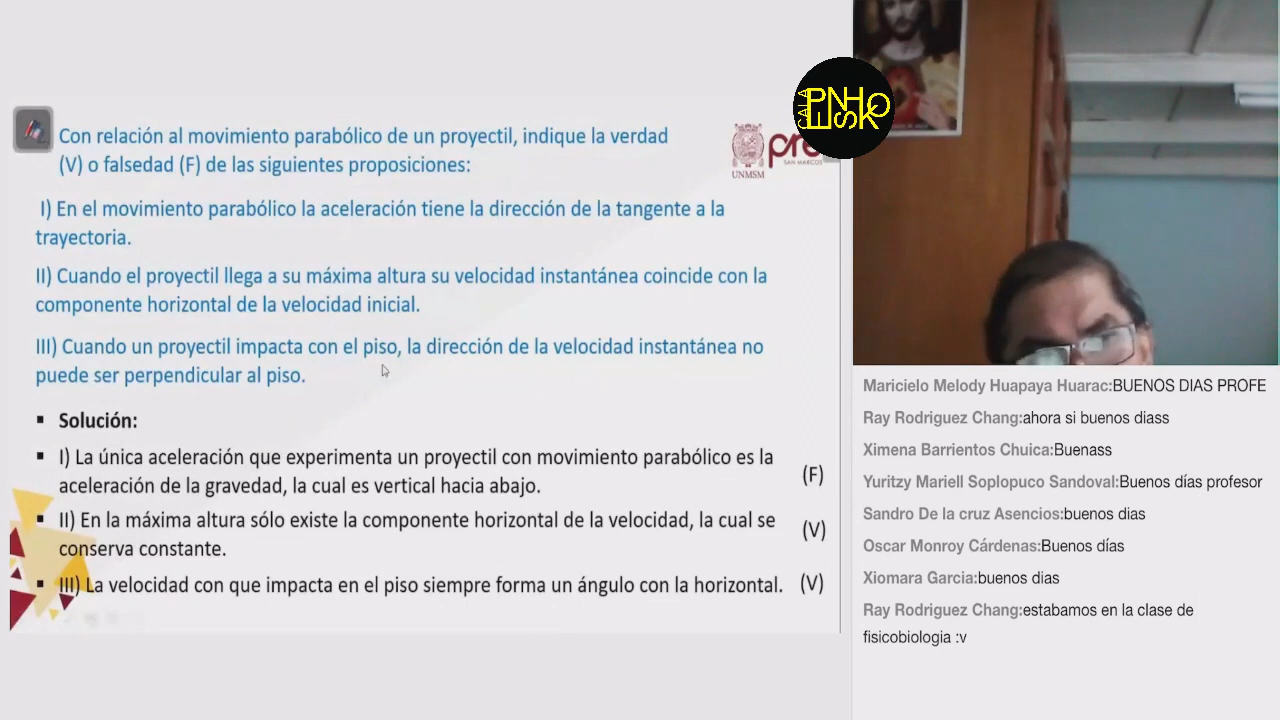 Con relación al movimiento parabólico de un proyectil, indique la verdad
(V) o falsedad (F) de las siguientes proposiciones:
UNMSM
pre
SAN MARCOS
I) En el movimiento parabólico la aceleración tiene la dirección de la tangente a la
trayectoria.
II) Cuando el proyectil llega a su máxima altura su velocidad instantánea coincide con la
componente horizontal de la velocidad inicial.
III) Cuando un proyectil impacta con el piso, la dirección de la velocidad instantánea no
puede ser perpendicular al piso.
▪ Solución:
▪ I) La única aceleración que experimenta un proyectil con movimiento parabólico es la
aceleración de la gravedad, la cual es vertical hacia abajo.
(F)
▪ II) En la máxima altura sólo existe la componente horizontal de la velocidad, la cual se
conserva constante.
(V)
▪ III) La velocidad con que impacta en el piso siempre forma un ángulo con la horizontal. (V)
Maricielo Melody Huapaya Huarac:BUENOS DIAS PROFE
Ray Rodriguez Chang:ahora si buenos diass
Ximena Barrientos Chuica:Buenass
Yuritzy Mariell Soplopuco Sandoval:Buenos días profesor
Sandro De la cruz Asencios:buenos dias
Oscar Monroy Cárdenas:Buenos días
Xiomara Garcia:buenos dias
Ray Rodriguez Chang:estabamos en la clase de
fisicobiologia :v